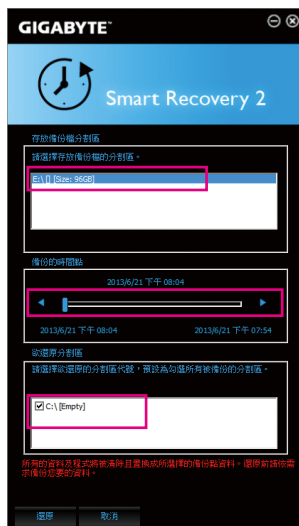 GIGABYTE™
Smart Recovery 2
存放備份檔分割區
請選擇存放備份檔的分割區。
E:\ [] [Size: 96GB]
備份的時間點
2013/6/21 下午 08:04
2013/6/21 下午 08:04
2013/6/21 下午 07:54
欲還原分割區
請選擇欲還原的分割區代號，預設為勾選所有被備份的分割區。
C:\ [Empty]
所有的資料及程式將被清除且置換成所選擇的備份點資料。還原前請依需
求備份您要的資料。
還原
取消